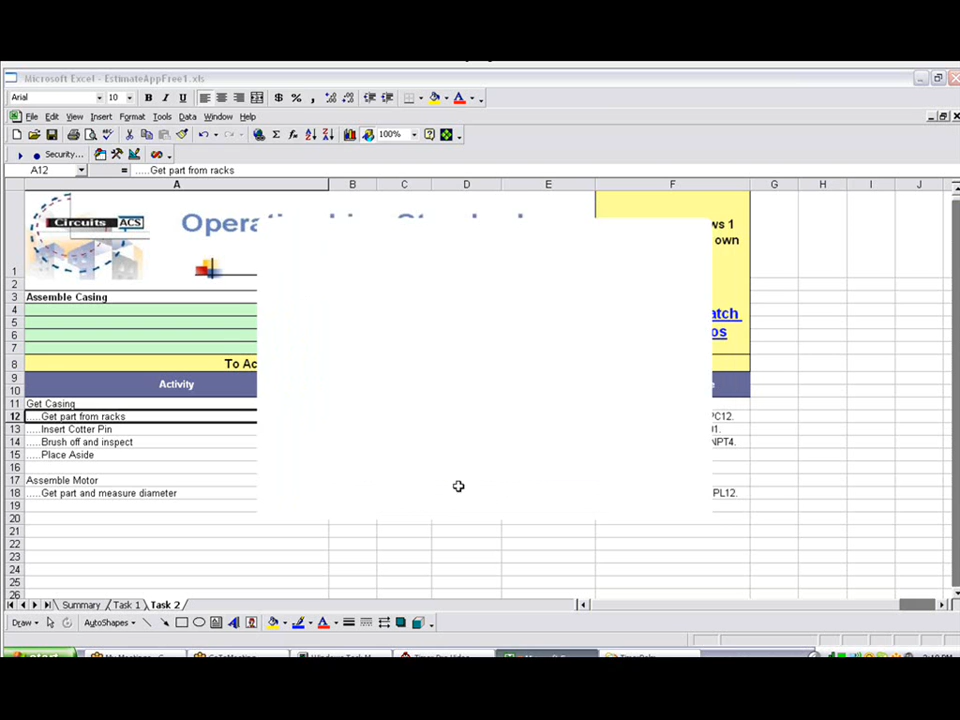 Microsoft Excel - EstimateAppFree1.xls
Arial 10 B I U $ % ,
File Edit View Insert Format Tools Data Window Help
100%
Security...
A12 = .....Get part from racks
A B C D E F G H I J
Circuits ACS
ws 1
own
atch
os
1
2
3 Assemble Casing
4
5
6
7
8 To Ac
9
10 Activity
11 Get Casing
12 .....Get part from racks C12.
13 .....Insert Cotter Pin 1.
14 .....Brush off and inspect NPT4.
15 .....Place Aside
16
17 Assemble Motor
18 .....Get part and measure diameter PL12.
19
20
21
22
23
24
25
26
Summary Task 1 Task 2
Draw AutoShapes